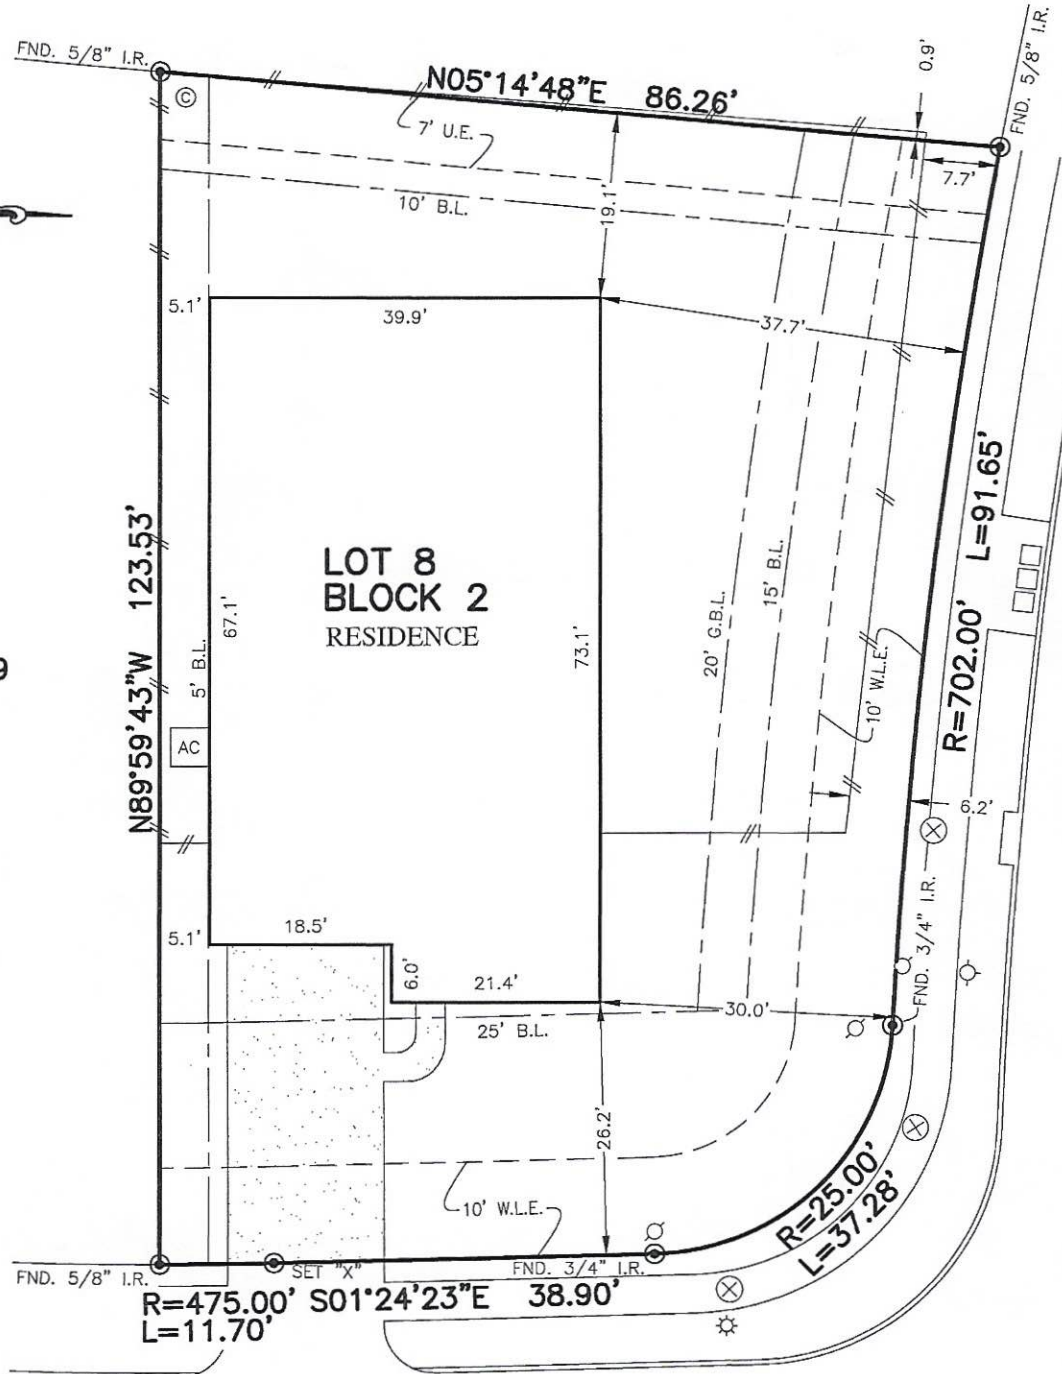 FND. 5/8" I.R.
N05°14'48"E 86.26'
0.9'
FND. 5/8" I.R.
©
7' U.E.
7.7'
10' B.L.
19.1'
5.1'
39.9'
37.7'
L=91.65'
R=702.00'
N89°59'43"W 123.53'
LOT 8
BLOCK 2
RESIDENCE
67.1'
73.1'
5' B.L.
20' G.B.L.
15' B.L.
10' W.L.E.
9
AC
6.2'
FND. 3/4" I.R.
5.1'
18.5'
6.0'
21.4'
30.0'
25' B.L.
26.2'
10' W.L.E.
R=25.00'
L=37.28'
FND. 5/8" I.R.
SET "X"
FND. 3/4" I.R.
R=475.00' S01°24'23"E 38.90'
L=11.70'